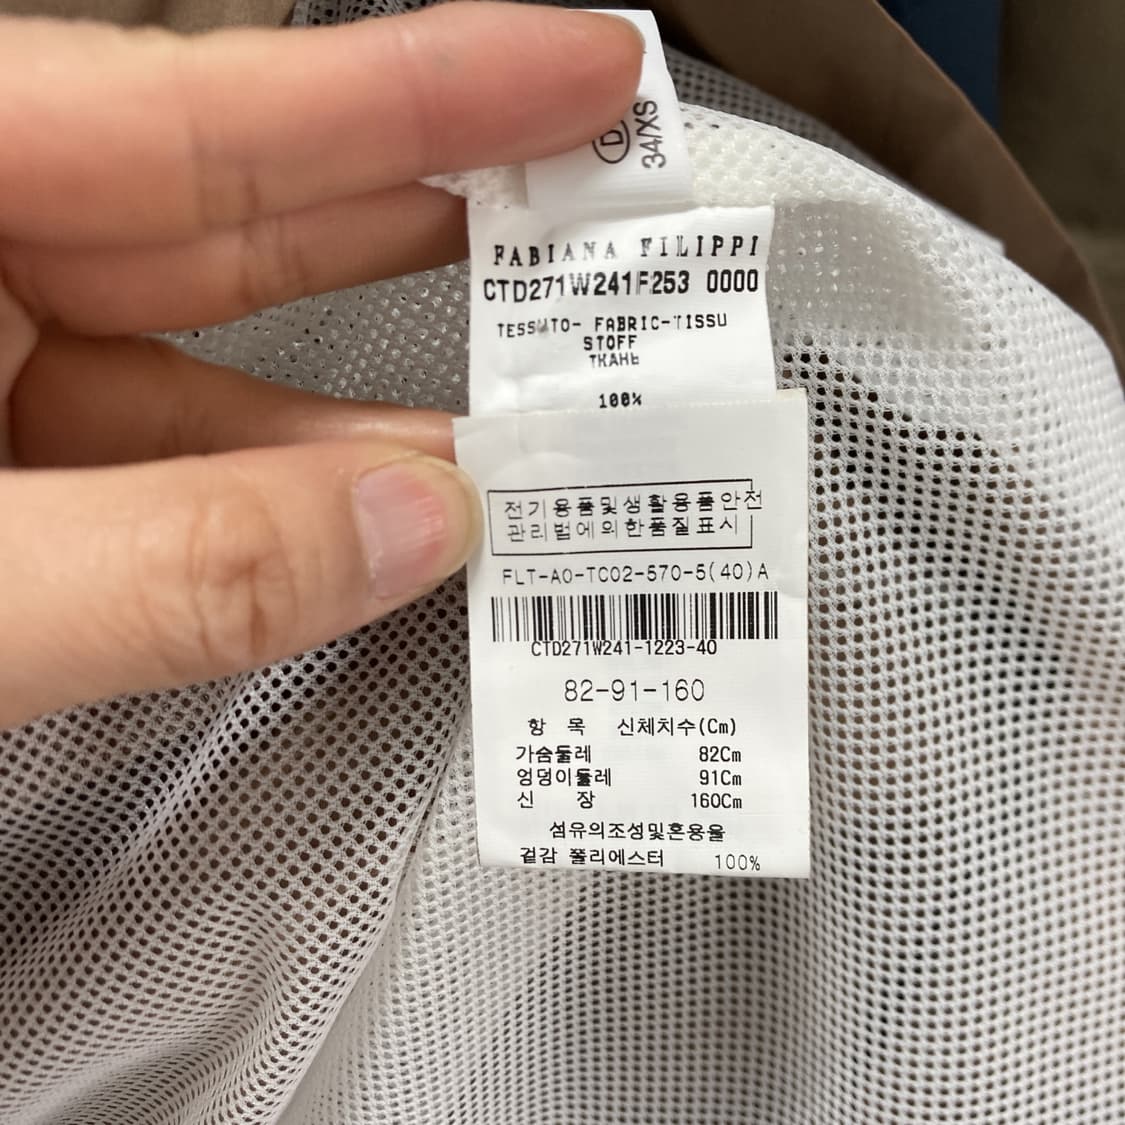 D
34/XS
FABIANA FILIPPI
CTD271W241F253 0000
TESSUTO- FABRIC-TISSU
STOFF
ТКАНЬ
100%
전기용품및생활용품안전
관리법에의한품질표시
FLT-A0-TC02-570-5(40)A
CTD271W241-1223-40
82-91-160
항 목 신체치수(Cm)
가슴둘레 82Cm
엉덩이둘레 91Cm
신 장 160Cm
섬유의조성및혼용율
겉감 폴리에스터 100%